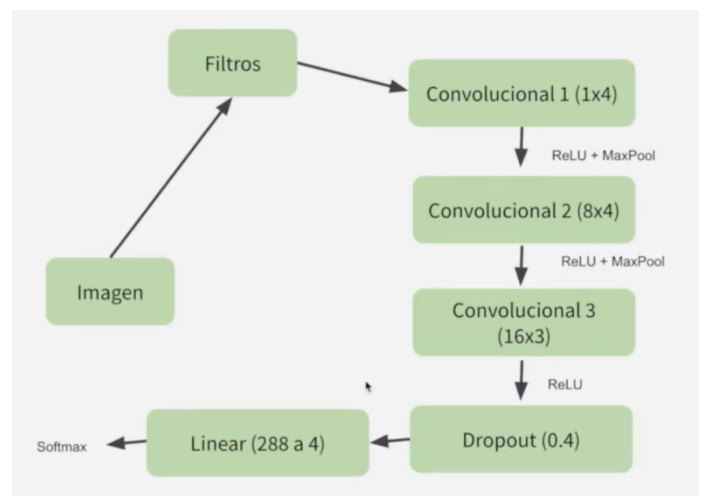 Imagen
Filtros
Convolucional 1 (1x4)
ReLU + MaxPool
Convolucional 2 (8x4)
ReLU + MaxPool
Convolucional 3
(16x3)
ReLU
Dropout (0.4)
Linear (288 a 4)
Softmax